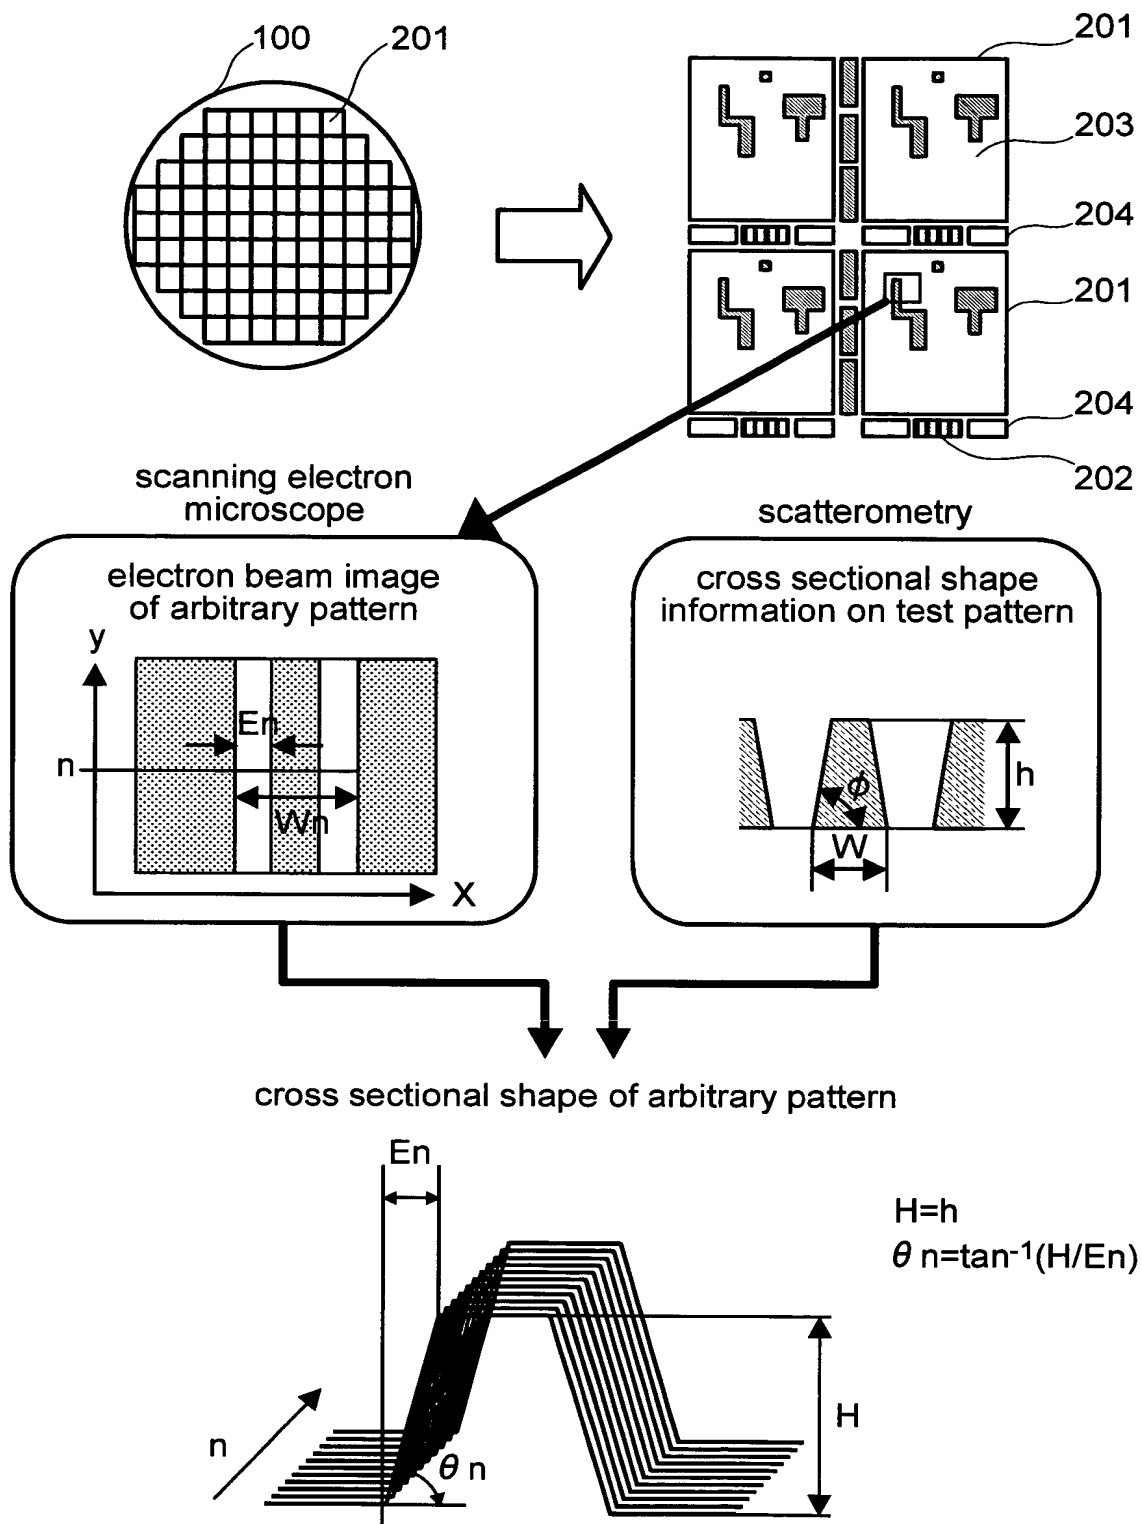 100
201
201
203
204
201
204
202
scanning electron
microscope
scatterometry
electron beam image
of arbitrary pattern
cross sectional shape
information on test pattern
y
En
n
Wn
X
h
ϕ
W
cross sectional shape of arbitrary pattern
En
H=h
θ n=tan⁻¹(H/En)
n
θ n
H